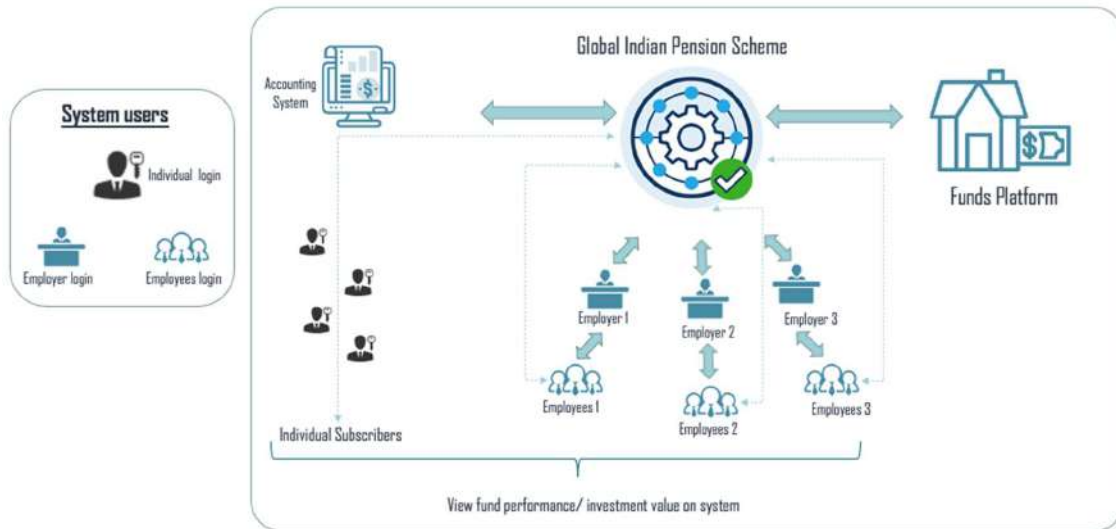 System users
Individual login
Employer login
Employees login
Accounting
System
Global Indian Pension Scheme
Funds Platform
Employer 1
Employer 2
Employer 3
Employees 1
Employees 2
Employees 3
Individual Subscribers
View fund performance/ investment value on system